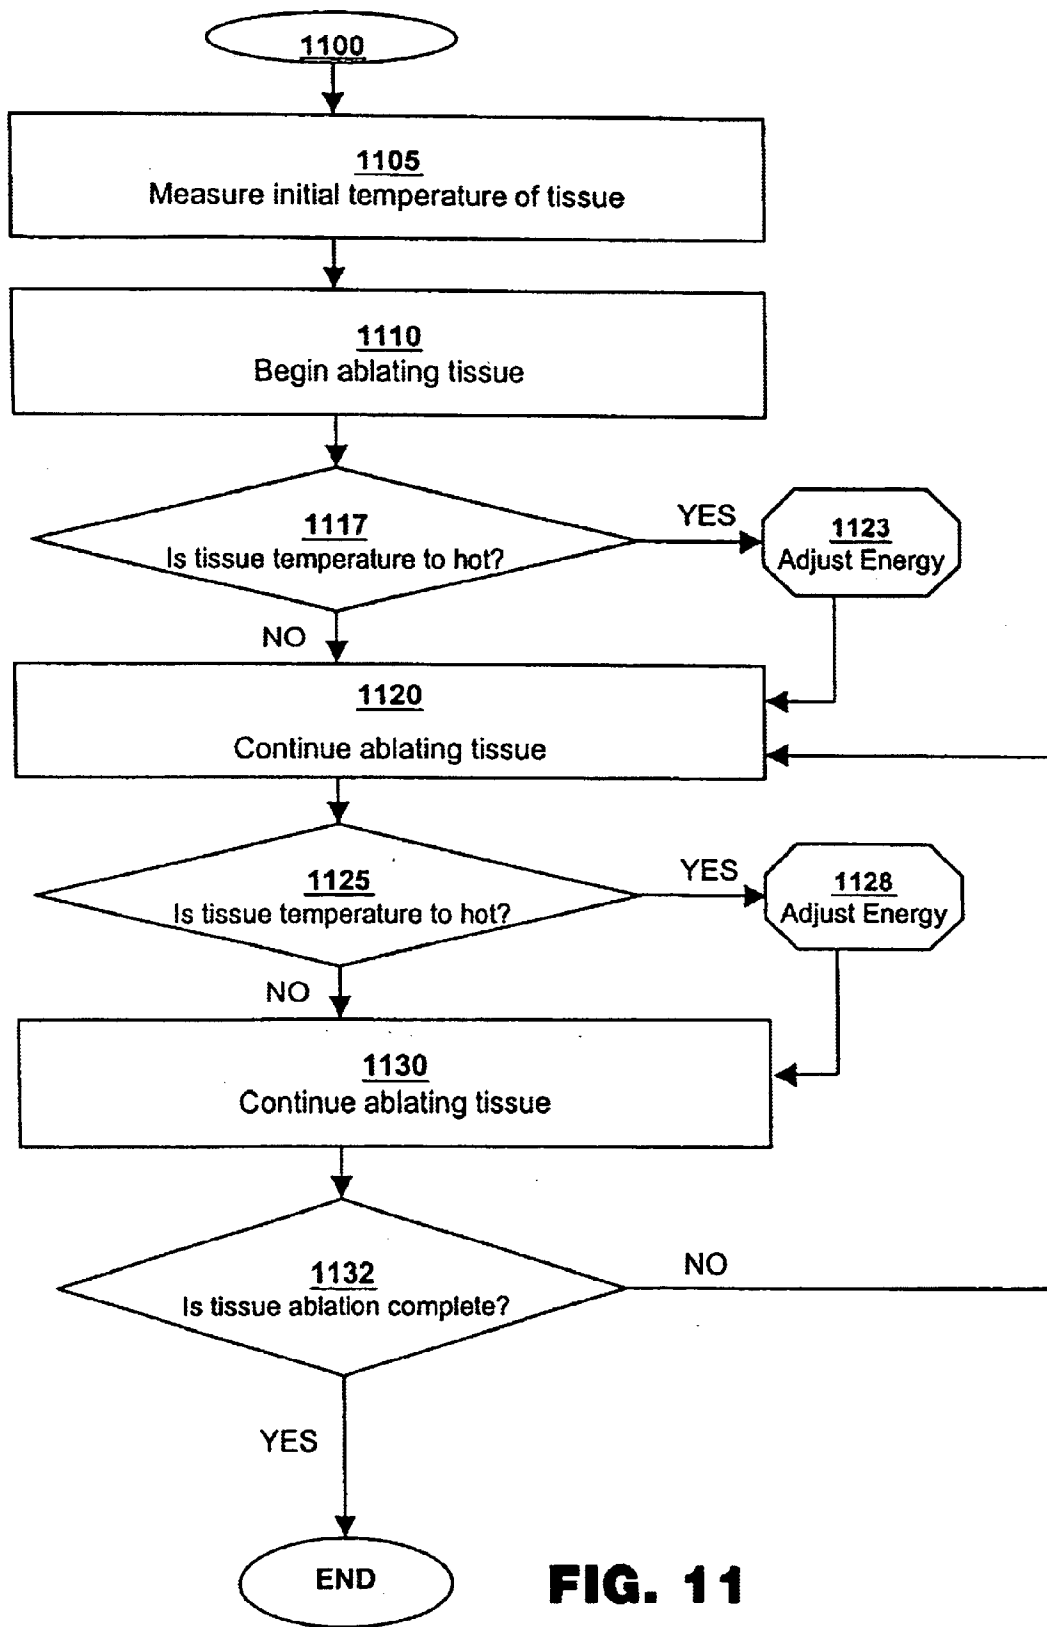 1100
1105
Measure initial temperature of tissue
1110
Begin ablating tissue
1117
Is tissue temperature to hot?
YES
1123
Adjust Energy
NO
1120
Continue ablating tissue
1125
Is tissue temperature to hot?
YES
1128
Adjust Energy
NO
1130
Continue ablating tissue
1132
Is tissue ablation complete?
NO
YES
END
FIG. 11